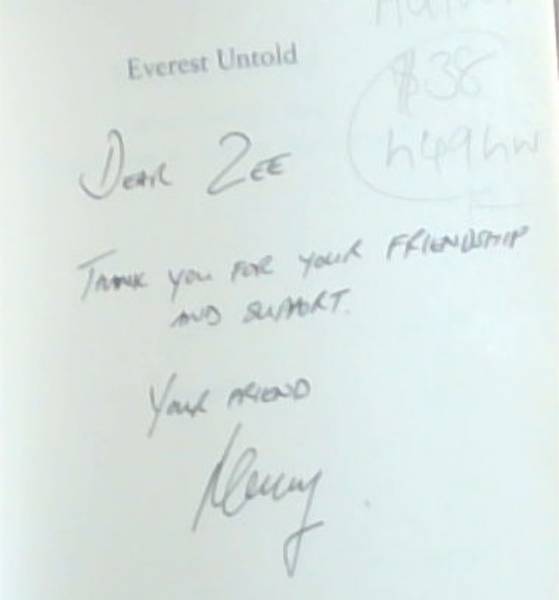 Everest Untold
$38
h49hw
DEAR ZEE
THANK YOU FOR YOUR FRIENDSHIP
AND SUPPORT.
YOUR FRIEND